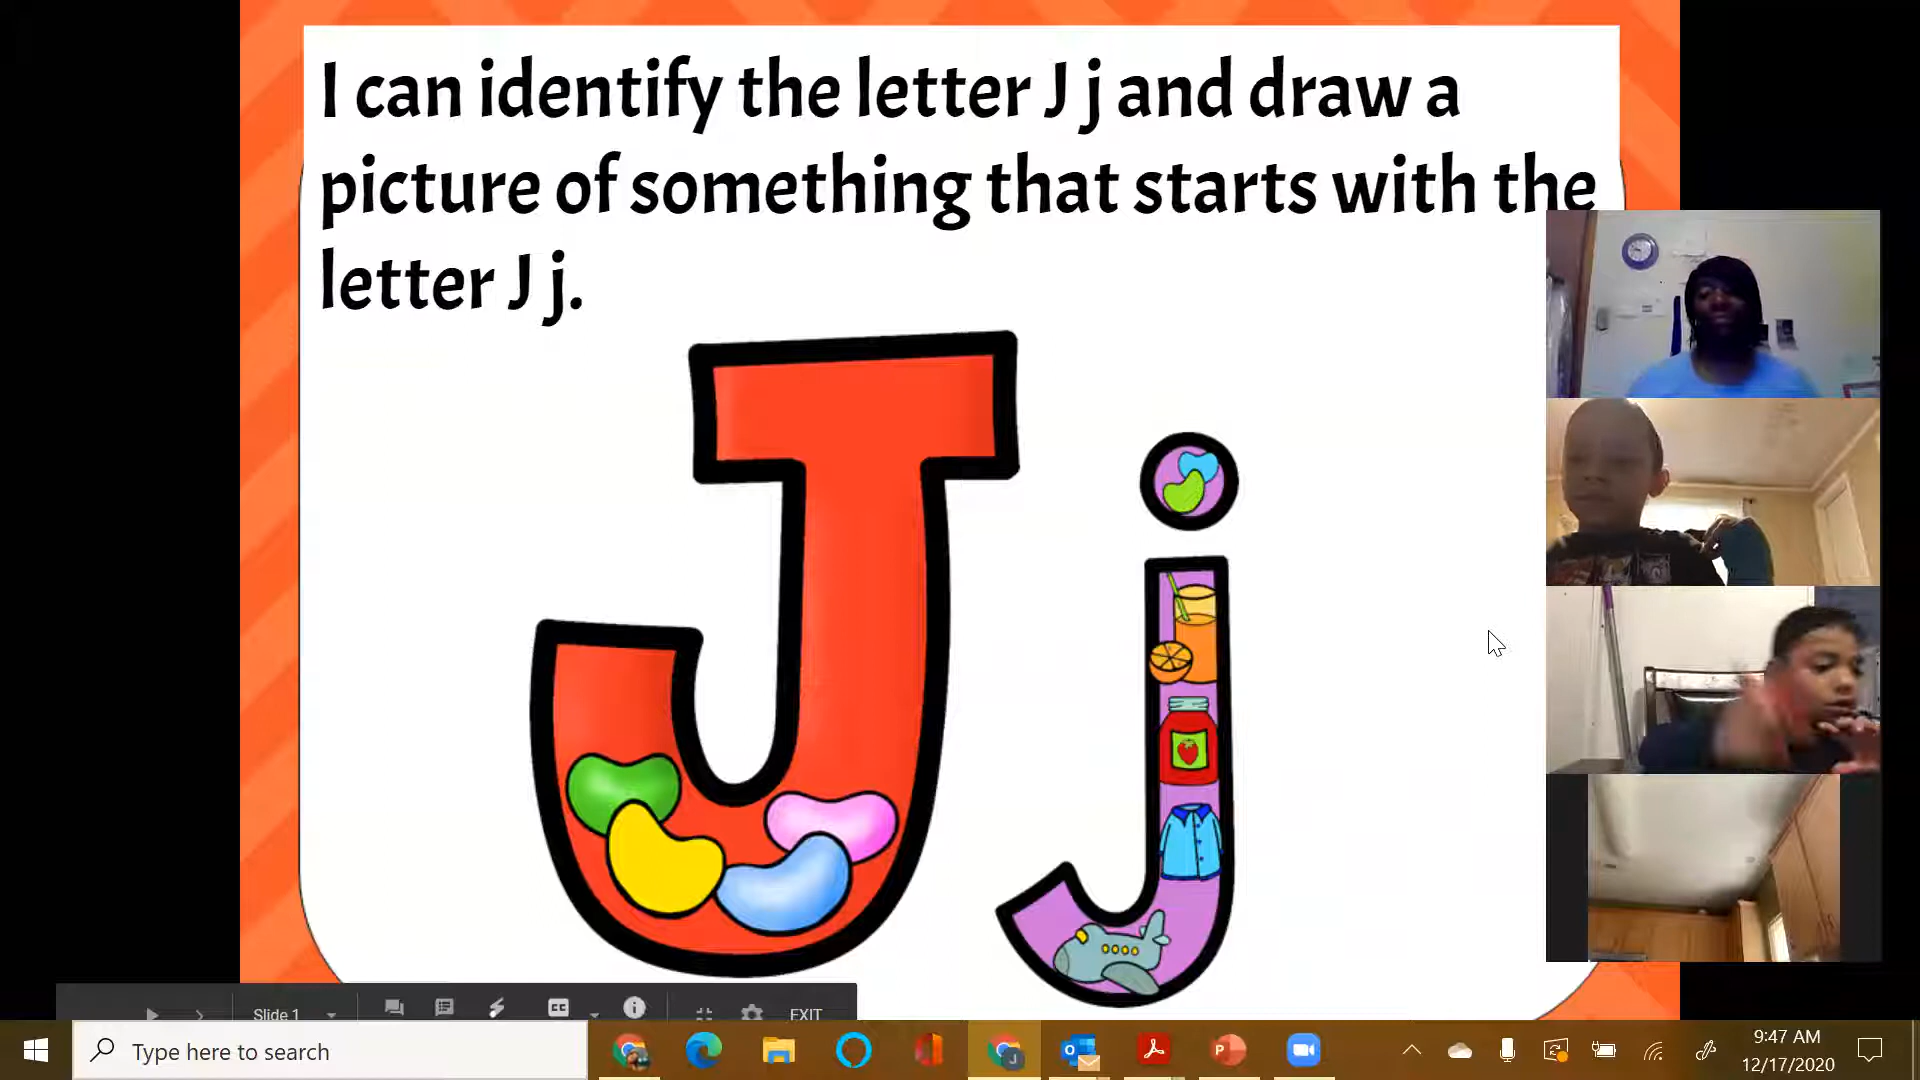 I can identify the letter J j and draw a
picture of something that starts with the
letter J j.
J j
Slide 1
CC
EXIT
Type here to search
9:47 AM
12/17/2020